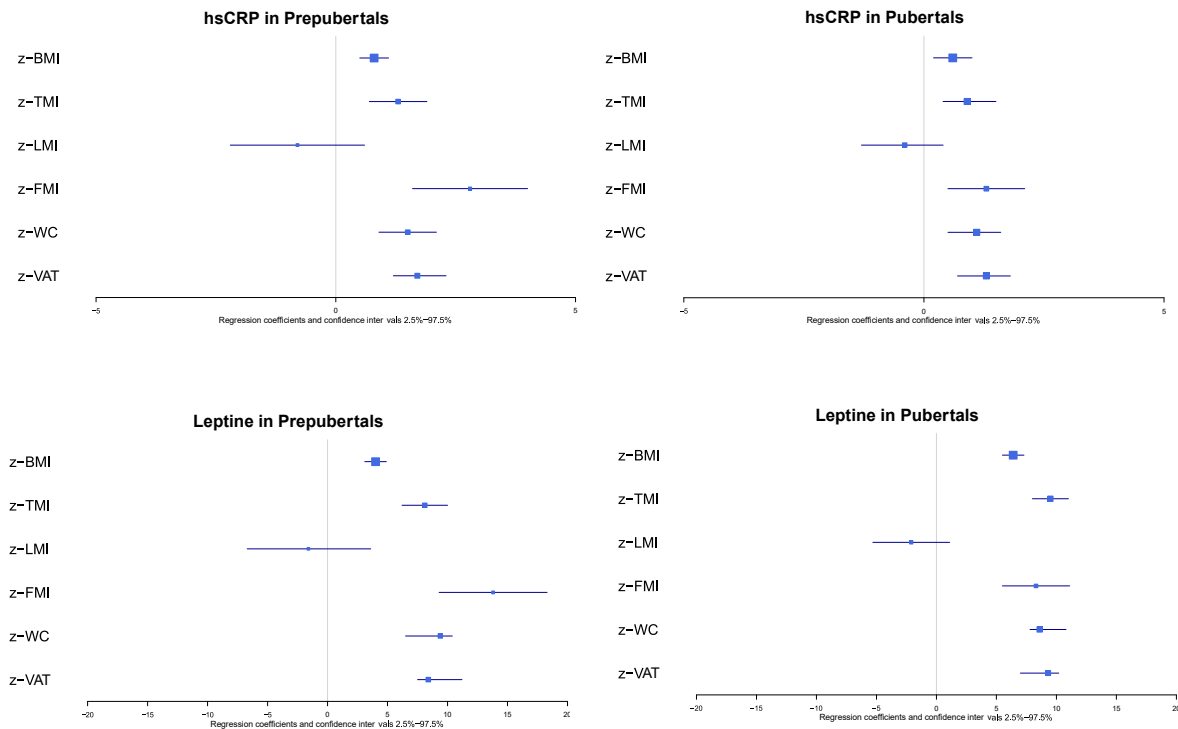 hsCRP in Prepubertals
z−BMI
z−TMI
z−LMI
z−FMI
z−WC
z−VAT
−5 0 5
Regression coefficients and confidence inter vals 2.5%−97.5%
hsCRP in Pubertals
z−BMI
z−TMI
z−LMI
z−FMI
z−WC
z−VAT
−5 0 5
Regression coefficients and confidence inter vals 2.5%−97.5%
Leptine in Prepubertals
z−BMI
z−TMI
z−LMI
z−FMI
z−WC
z−VAT
−20 −15 −10 −5 0 5 10 15 20
Regression coefficients and confidence inter vals 2.5%−97.5%
Leptine in Pubertals
z−BMI
z−TMI
z−LMI
z−FMI
z−WC
z−VAT
−20 −15 −10 −5 0 5 10 15 20
Regression coefficients and confidence inter vals 2.5%−97.5%